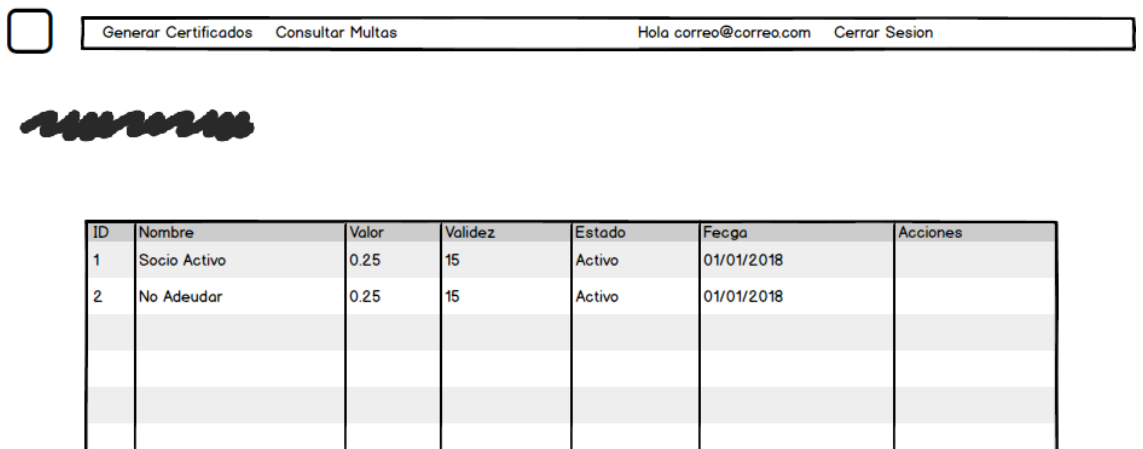 Generar Certificados Consultar Multas Hola correo@correo.com Cerrar Sesion
ID Nombre Valor Validez Estado Fecga Acciones
1 Socio Activo 0.25 15 Activo 01/01/2018
2 No Adeudar 0.25 15 Activo 01/01/2018